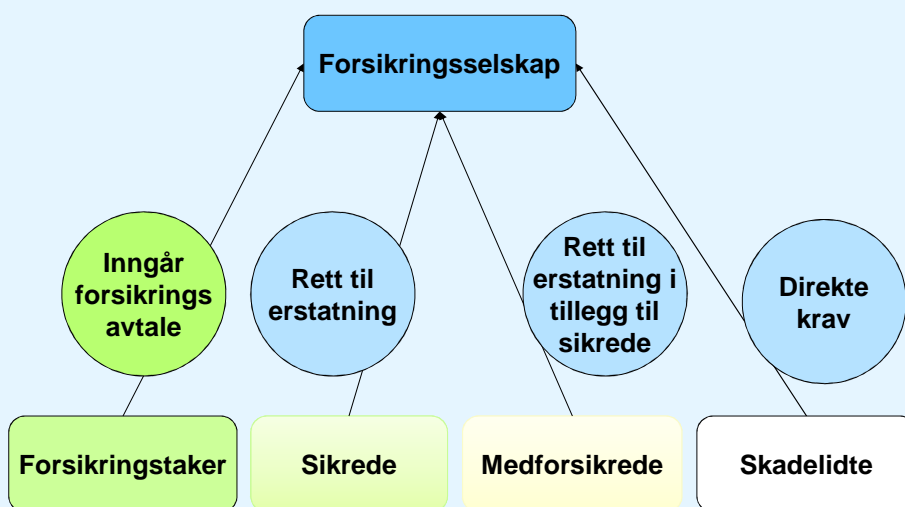 Forsikringsselskap
Inngår
forsikrings
avtale
Rett til
erstatning
Rett til
erstatning i
tillegg til
sikrede
Direkte
krav
Forsikringstaker
Sikrede
Medforsikrede
Skadelidte